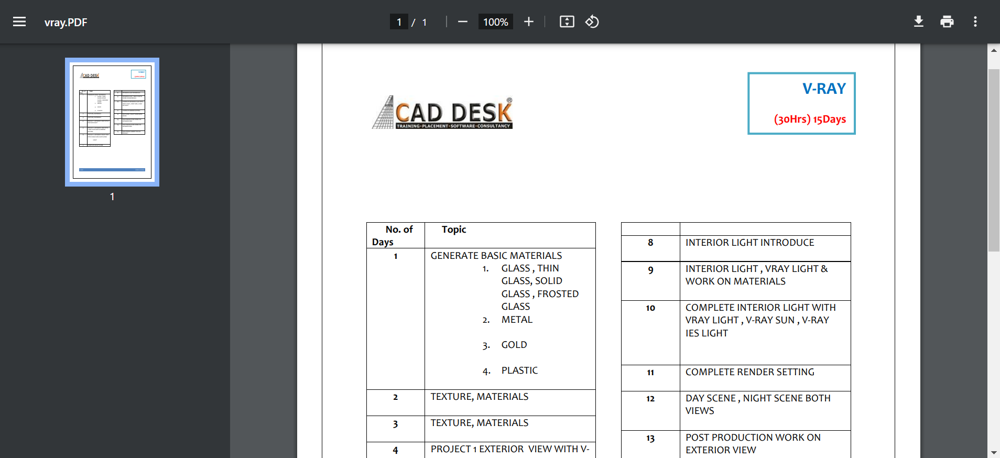 vray.PDF
1 / 1
100%
1
CAD DESK®
TRAINING·PLACEMENT·SOFTWARE·CONSULTANCY
V-RAY
(30Hrs) 15Days
No. of Days
Topic
1
GENERATE BASIC MATERIALS
1. GLASS , THIN
GLASS, SOLID
GLASS , FROSTED
GLASS
2. METAL
3. GOLD
4. PLASTIC
2
TEXTURE, MATERIALS
3
TEXTURE, MATERIALS
4
PROJECT 1 EXTERIOR VIEW WITH V-
8
INTERIOR LIGHT INTRODUCE
9
INTERIOR LIGHT , VRAY LIGHT &
WORK ON MATERIALS
10
COMPLETE INTERIOR LIGHT WITH
VRAY LIGHT , V-RAY SUN , V-RAY
IES LIGHT
11
COMPLETE RENDER SETTING
12
DAY SCENE , NIGHT SCENE BOTH
VIEWS
13
POST PRODUCTION WORK ON
EXTERIOR VIEW